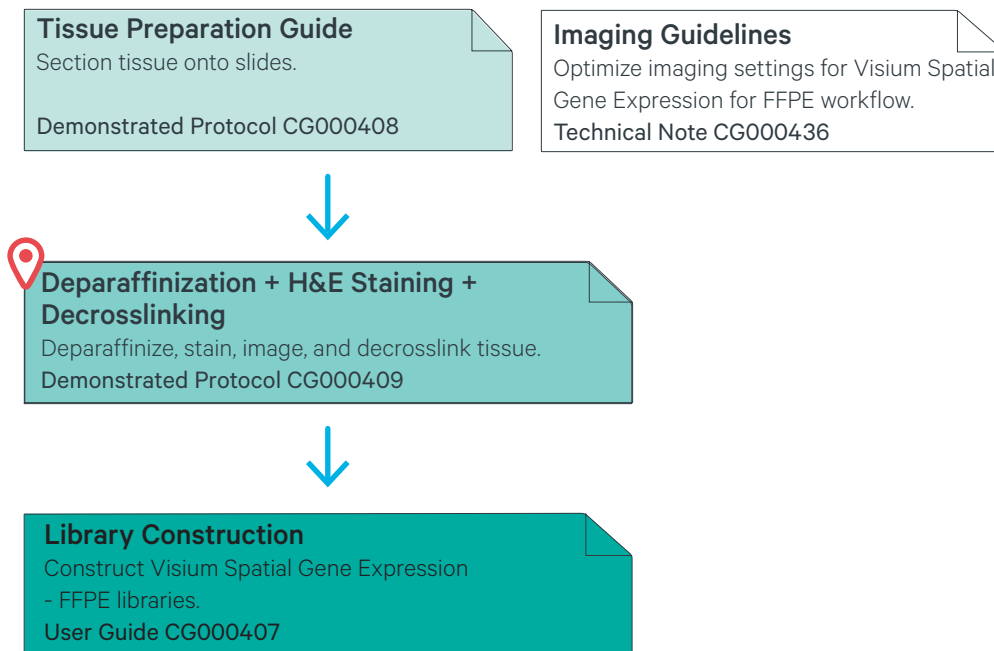 Tissue Preparation Guide
Section tissue onto slides.
Demonstrated Protocol CG000408
Imaging Guidelines
Optimize imaging settings for Visium Spatial
Gene Expression for FFPE workflow.
Technical Note CG000436
Deparaffinization + H&E Staining +
Decrosslinking
Deparaffinize, stain, image, and decrosslink tissue.
Demonstrated Protocol CG000409
Library Construction
Construct Visium Spatial Gene Expression
- FFPE libraries.
User Guide CG000407